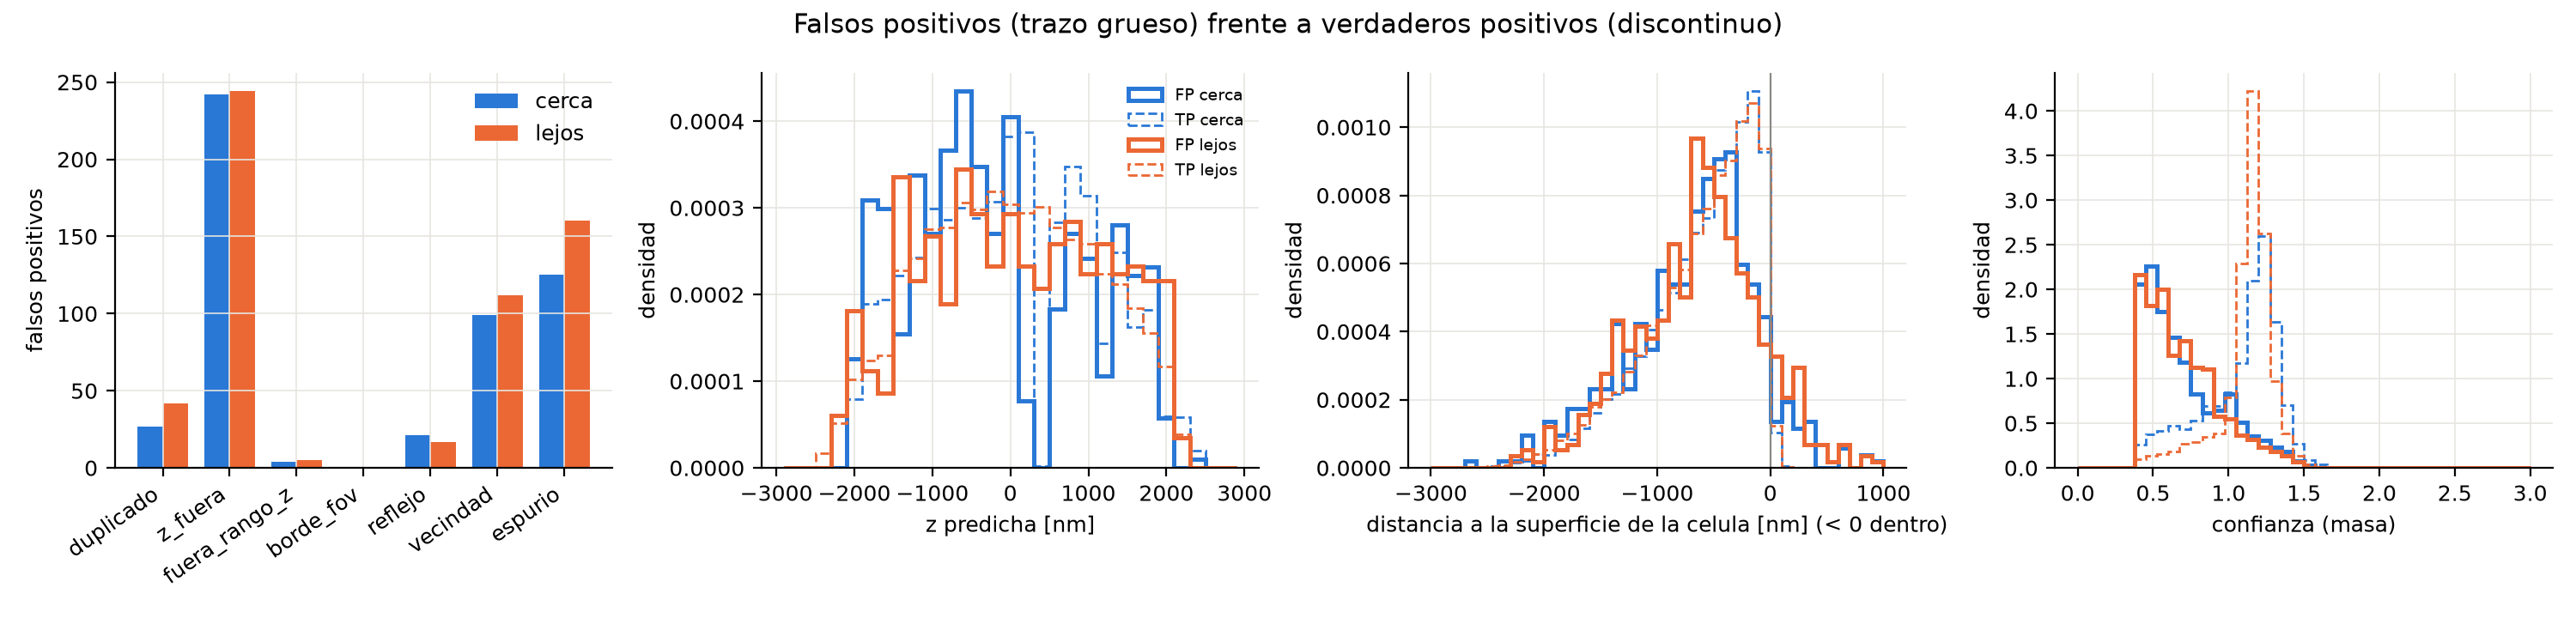 Falsos positivos (trazo grueso) frente a verdaderos positivos (discontinuo)
falsos positivos
250
200
150
100
50
0
cerca
lejos
duplicado
z_fuera
fuera_rango_z
borde_fov
reflejo
vecindad
espurio
densidad
0.0004
0.0003
0.0002
0.0001
0.0000
FP cerca
TP cerca
FP lejos
TP lejos
−3000 −2000 −1000 0 1000 2000 3000
z predicha [nm]
densidad
0.0010
0.0008
0.0006
0.0004
0.0002
0.0000
−3000 −2000 −1000 0 1000
distancia a la superficie de la celula [nm] (< 0 dentro)
densidad
4.0
3.5
3.0
2.5
2.0
1.5
1.0
0.5
0.0
0.0 0.5 1.0 1.5 2.0 2.5 3.0
confianza (masa)